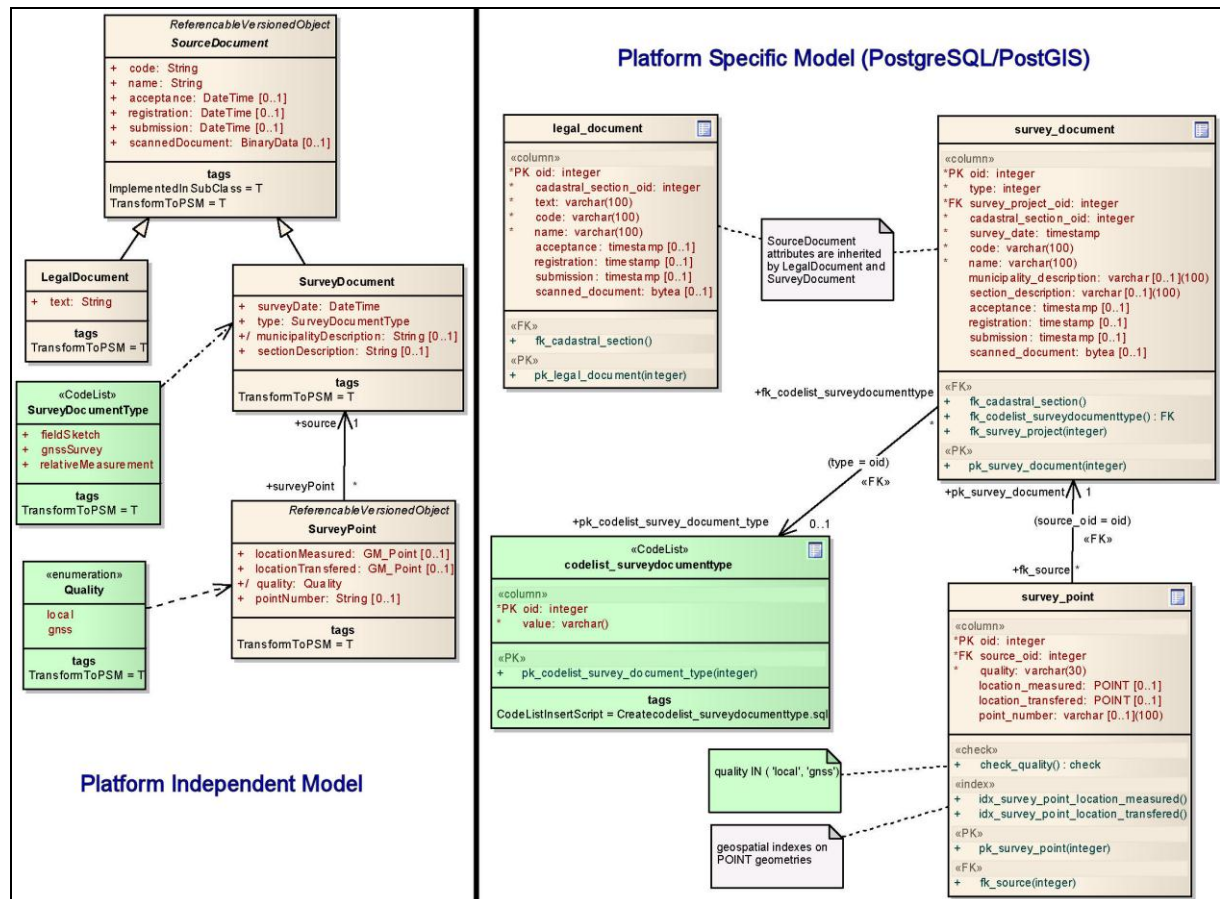 ReferencableVersionedObject
SourceDocument
+ code: String
+ name: String
+ acceptance: DateTime [0..1]
+ registration: DateTime [0..1]
+ submission: DateTime [0..1]
+ scannedDocument: BinaryData [0..1]
tags
ImplementedInSubClass = T
TransformToPSM = T
LegalDocument
+ text: String
tags
TransformToPSM = T
SurveyDocument
+ surveyDate: DateTime
+ type: SurveyDocumentType
+/ municipalityDescription: String [0..1]
+ sectionDescription: String [0..1]
tags
TransformToPSM = T
«CodeList»
SurveyDocumentType
+ fieldSketch
+ gnssSurvey
+ relativeMeasurement
tags
TransformToPSM = T
+source 1
+surveyPoint *
ReferencableVersionedObject
SurveyPoint
+ locationMeasured: GM_Point [0..1]
+ locationTransfered: GM_Point [0..1]
+/ quality: Quality
+ pointNumber: String [0..1]
tags
TransformToPSM = T
«enumeration»
Quality
local
gnss
tags
TransformToPSM = T
Platform Independent Model
Platform Specific Model (PostgreSQL/PostGIS)
legal_document
«column»
*PK oid: integer
* cadastral_section_oid: integer
* text: varchar(100)
* code: varchar(100)
* name: varchar(100)
acceptance: timestamp [0..1]
registration: timestamp [0..1]
submission: timestamp [0..1]
scanned_document: bytea [0..1]
«FK»
+ fk_cadastral_section()
«PK»
+ pk_legal_document(integer)
SourceDocument
attributes are inherited
by LegalDocument and
SurveyDocument
survey_document
«column»
*PK oid: integer
* type: integer
*FK survey_project_oid: integer
* cadastral_section_oid: integer
* survey_date: timestamp
* code: varchar(100)
* name: varchar(100)
municipality_description: varchar [0..1](100)
section_description: varchar [0..1](100)
acceptance: timestamp [0..1]
registration: timestamp [0..1]
submission: timestamp [0..1]
scanned_document: bytea [0..1]
«FK»
+ fk_cadastral_section()
+ fk_codelist_surveydocumenttype() : FK
+ fk_survey_project(integer)
«PK»
+ pk_survey_document(integer)
+fk_codelist_surveydocumenttype
*
(type = oid)
«FK»
+pk_codelist_survey_document_type
0..1
+pk_survey_document 1
(source_oid = oid)
«FK»
+fk_source *
«CodeList»
codelist_surveydocumenttype
«column»
*PK oid: integer
* value: varchar()
«PK»
+ pk_codelist_survey_document_type(integer)
tags
CodeListInsertScript = Createcodelist_surveydocumenttype.sql
survey_point
«column»
*PK oid: integer
*FK source_oid: integer
* quality: varchar(30)
location_measured: POINT [0..1]
location_transfered: POINT [0..1]
point_number: varchar [0..1](100)
«check»
+ check_quality() : check
«index»
+ idx_survey_point_location_measured()
+ idx_survey_point_location_transfered()
«PK»
+ pk_survey_point(integer)
«FK»
+ fk_source(integer)
quality IN ( 'local', 'gnss')
geospatial indexes on
POINT geometries